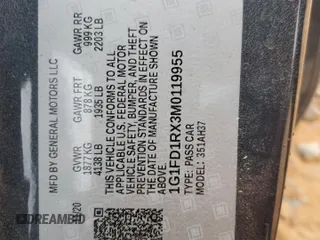 MFD BY GENERAL MOTORS LLC
20 GVWR GAWR FRT GAWR RR
1877 KG 878 KG 999 KG
4138 LB 1935 LB 2203 LB
THIS VEHICLE CONFORMS TO ALL
APPLICABLE U.S. FEDERAL MOTOR
VEHICLE SAFETY, BUMPER, AND THEFT
PREVENTION STANDARDS IN EFFECT ON
THE DATE OF MANUFACTURE SHOWN
ABOVE.
1G1FD1RX3M0119955
TYPE: PASS CAR
351AH37
DREAMBID